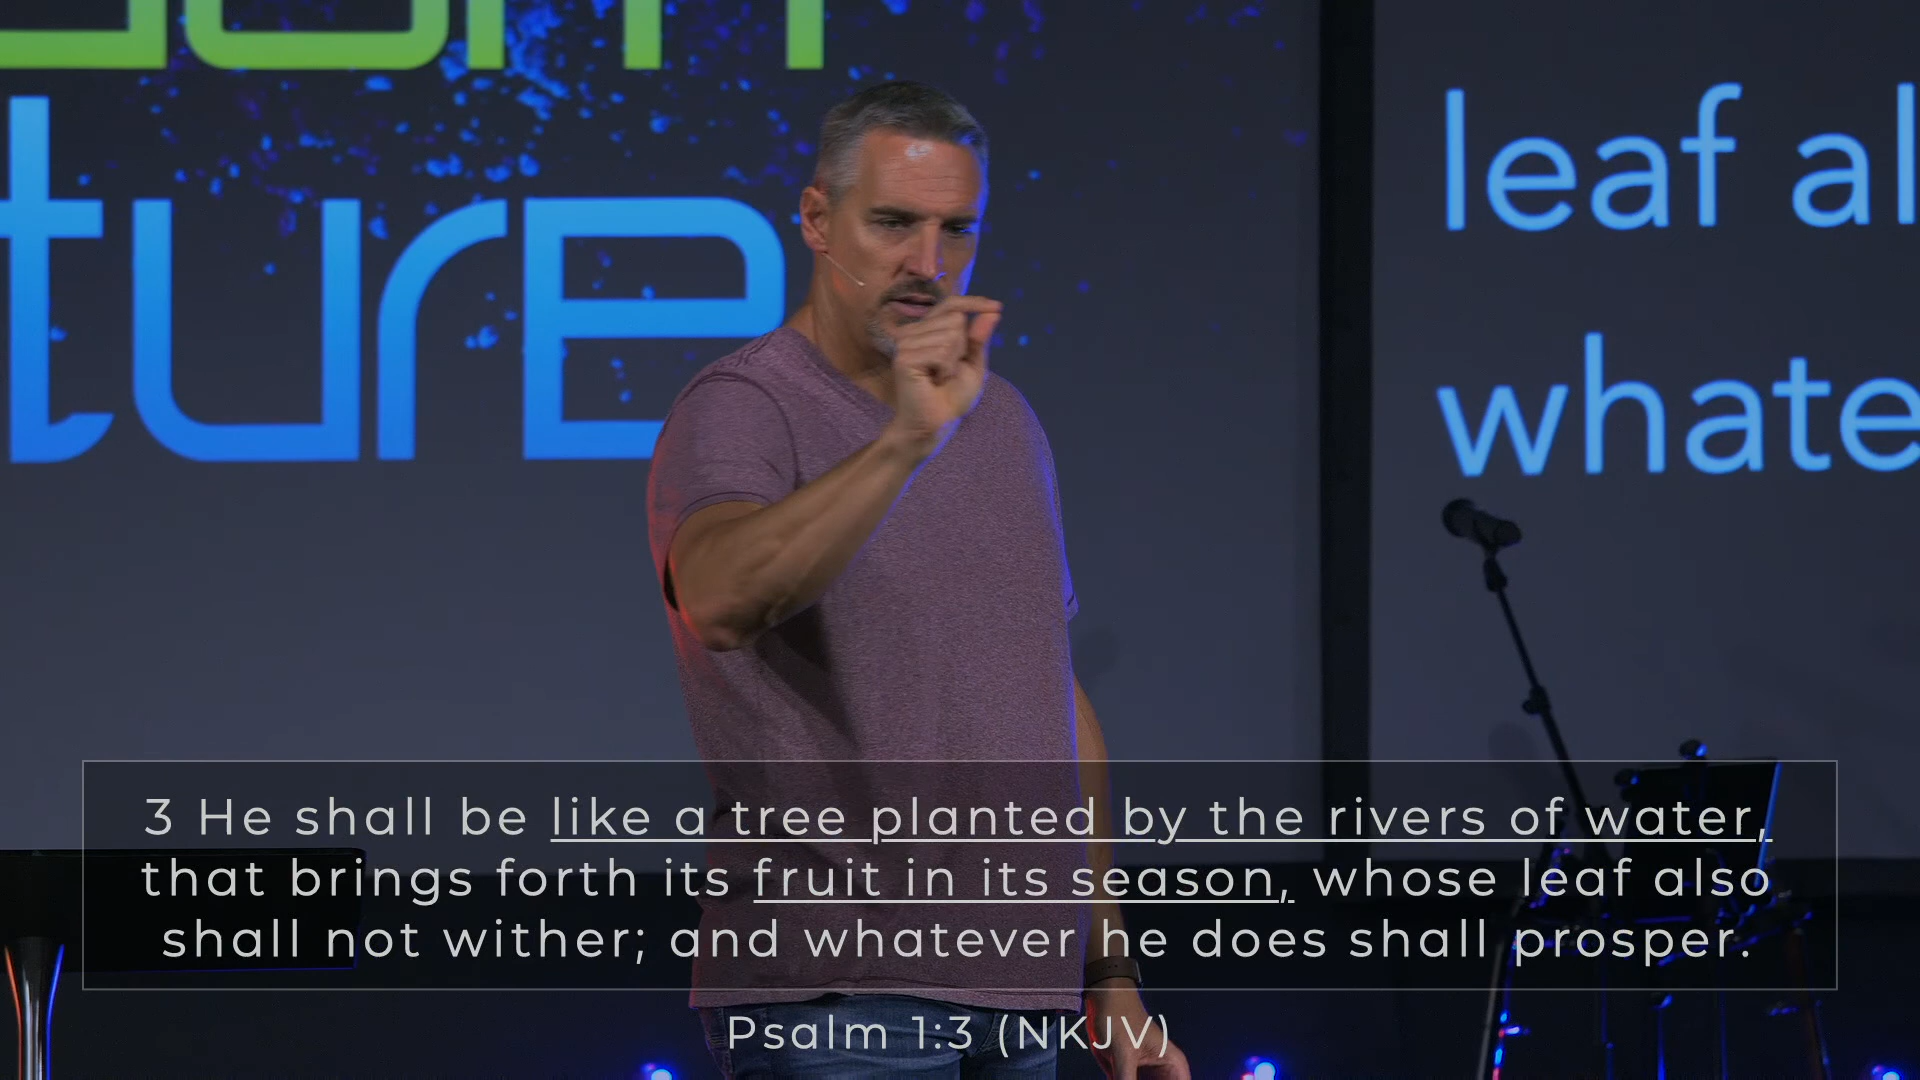 ture
leaf al
whate
3 He shall be like a tree planted by the rivers of water,
that brings forth its fruit in its season, whose leaf also
shall not wither; and whatever he does shall prosper.
Psalm 1:3 (NKJV)